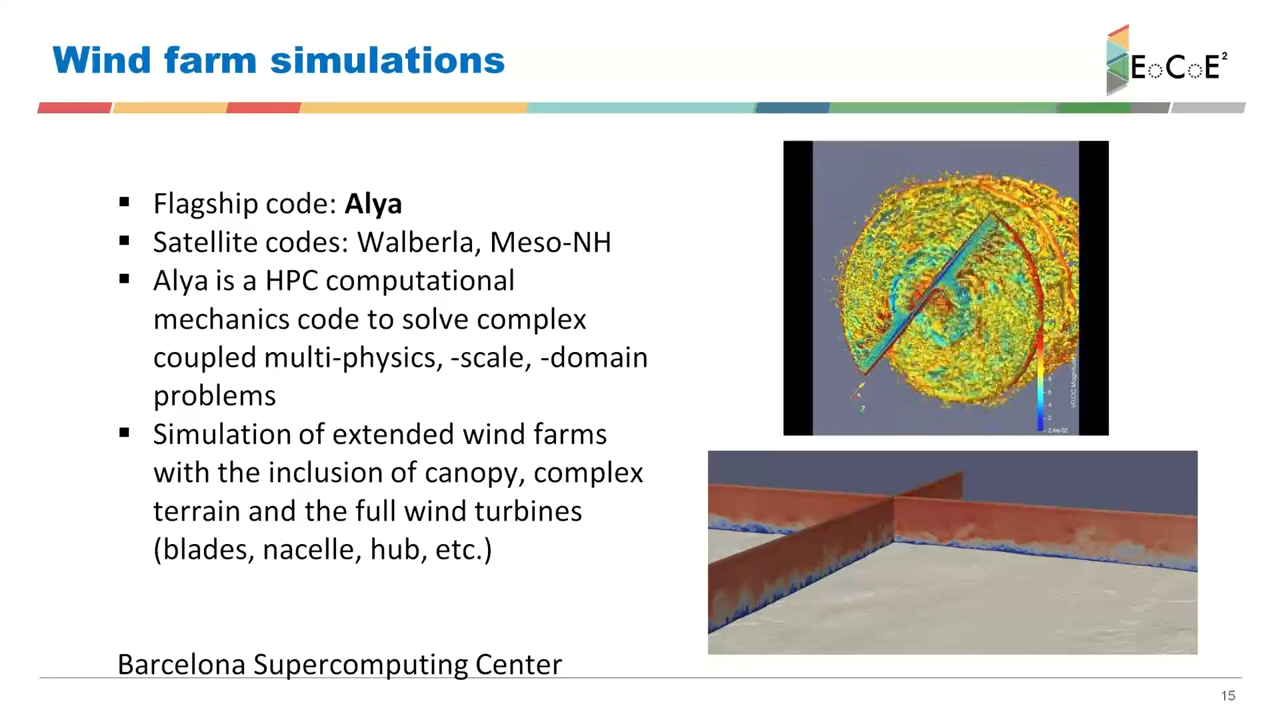 Wind farm simulations
EoCoE²
▪ Flagship code: Alya
▪ Satellite codes: Walberla, Meso-NH
▪ Alya is a HPC computational
mechanics code to solve complex
coupled multi-physics, -scale, -domain
problems
▪ Simulation of extended wind farms
with the inclusion of canopy, complex
terrain and the full wind turbines
(blades, nacelle, hub, etc.)
Barcelona Supercomputing Center
15